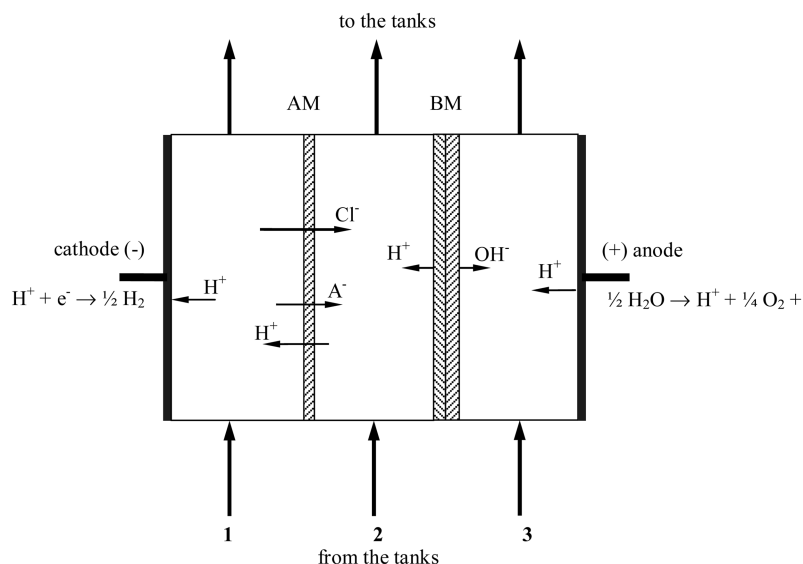 to the tanks
AM BM
Cl⁻
cathode (-) H⁺ OH⁻ (+) anode
H⁺ + e⁻ → ½ H₂ H⁺ A⁻ H⁺ ½ H₂O → H⁺ + ¼ O₂ +
H⁺
1 2 3
from the tanks